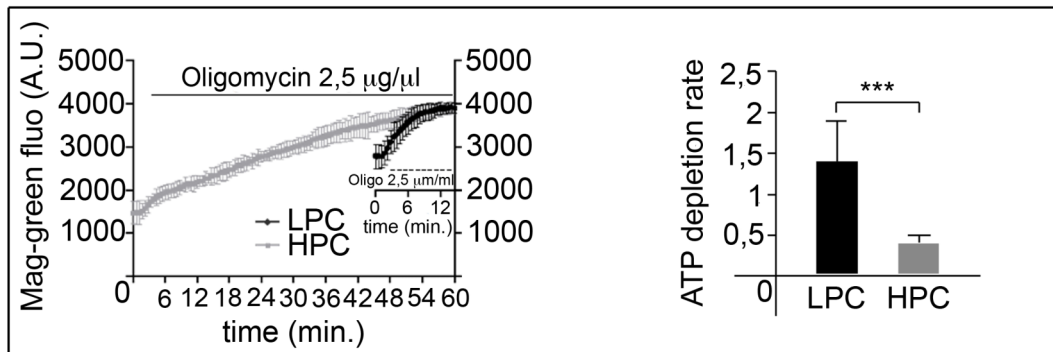 Mag-green fluo (A.U.)
5000
4000
3000
2000
1000
0
Oligomycin 2,5 µg/µl
5000
4000
3000
2000
1000
Oligo 2,5 µm/ml
0 6 12
time (min.)
LPC
HPC
6 12 18 24 30 36 42 48 54 60
time (min.)
ATP depletion rate
2,5
2
1,5
1
0,5
0
***
LPC HPC